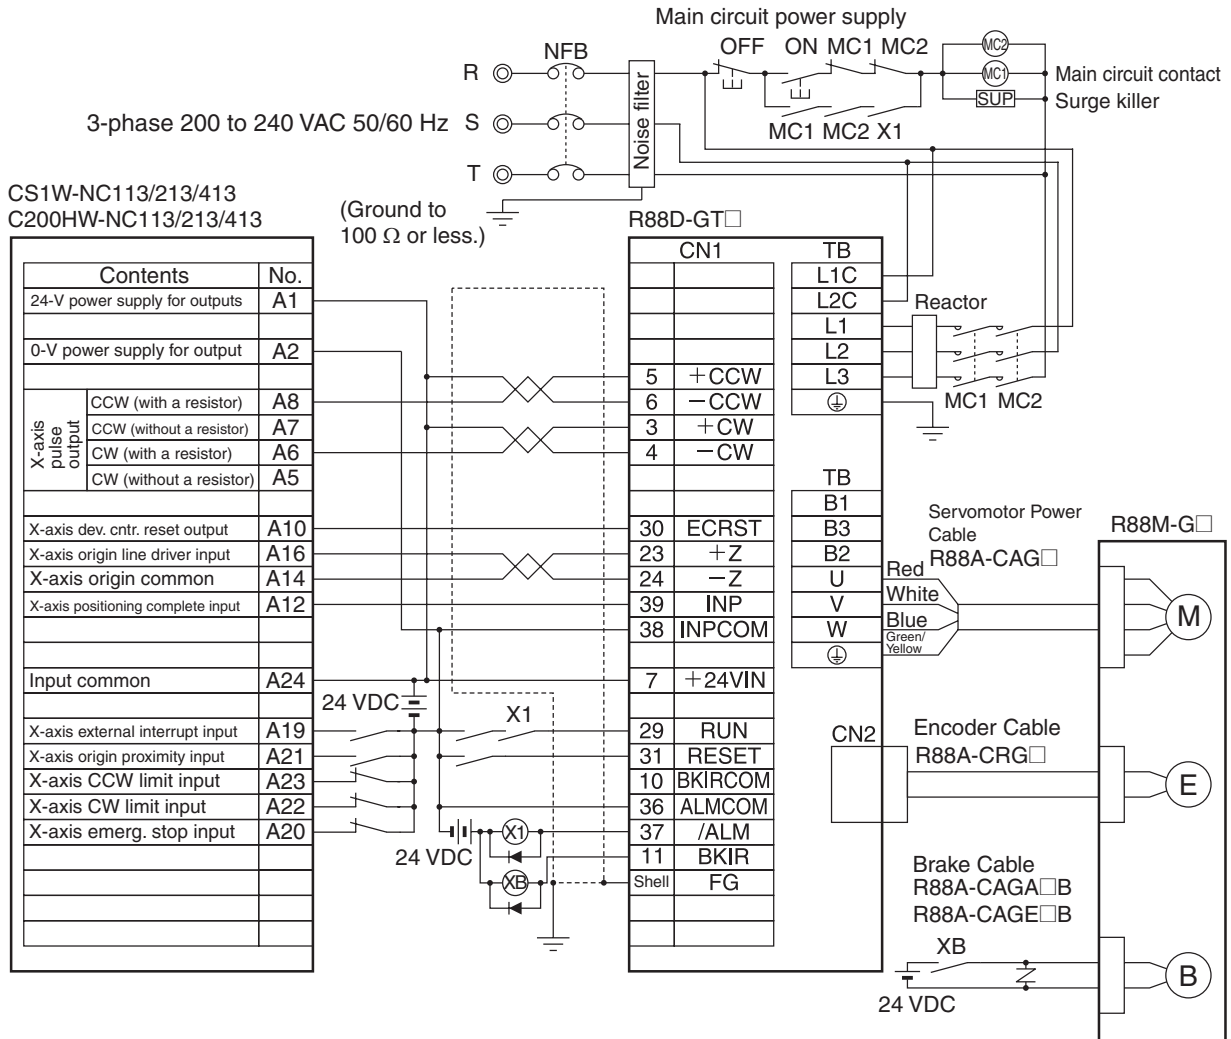 Main circuit power supply
OFF ON MC1 MC2
NFB
MC2
R
MC1
Main circuit contact
SUP
Surge killer
Noise filter
3-phase 200 to 240 VAC 50/60 Hz S
MC1 MC2 X1
T
CS1W-NC113/213/413
C200HW-NC113/213/413
(Ground to
100 Ω or less.)
R88D-GT□
CN1 TB
Contents No.
L1C
24-V power supply for outputs A1
L2C
Reactor
L1
0-V power supply for output A2
L2
5 +CCW
L3
X-axis pulse output
CCW (with a resistor) A8
6 −CCW
MC1 MC2
CCW (without a resistor) A7
3 +CW
CW (with a resistor) A6
4 −CW
CW (without a resistor) A5
TB
B1
X-axis dev. cntr. reset output A10
30 ECRST
B3
Servomotor Power
Cable
R88A-CAG□
R88M-G□
X-axis origin line driver input A16
23 +Z
B2
X-axis origin common A14
24 −Z
U
Red
X-axis positioning complete input A12
39 INP
V
White
M
38 INPCOM
W
Blue
Green/
Yellow
Input common A24
7 +24VIN
24 VDC
X1
X-axis external interrupt input A19
29 RUN
CN2
Encoder Cable
R88A-CRG□
X-axis origin proximity input A21
31 RESET
X-axis CCW limit input A23
10 BKIRCOM
E
X-axis CW limit input A22
36 ALMCOM
X-axis emerg. stop input A20
X1
37 /ALM
24 VDC
11 BKIR
Brake Cable
R88A-CAGA□B
R88A-CAGE□B
XB
Shell FG
XB
B
24 VDC